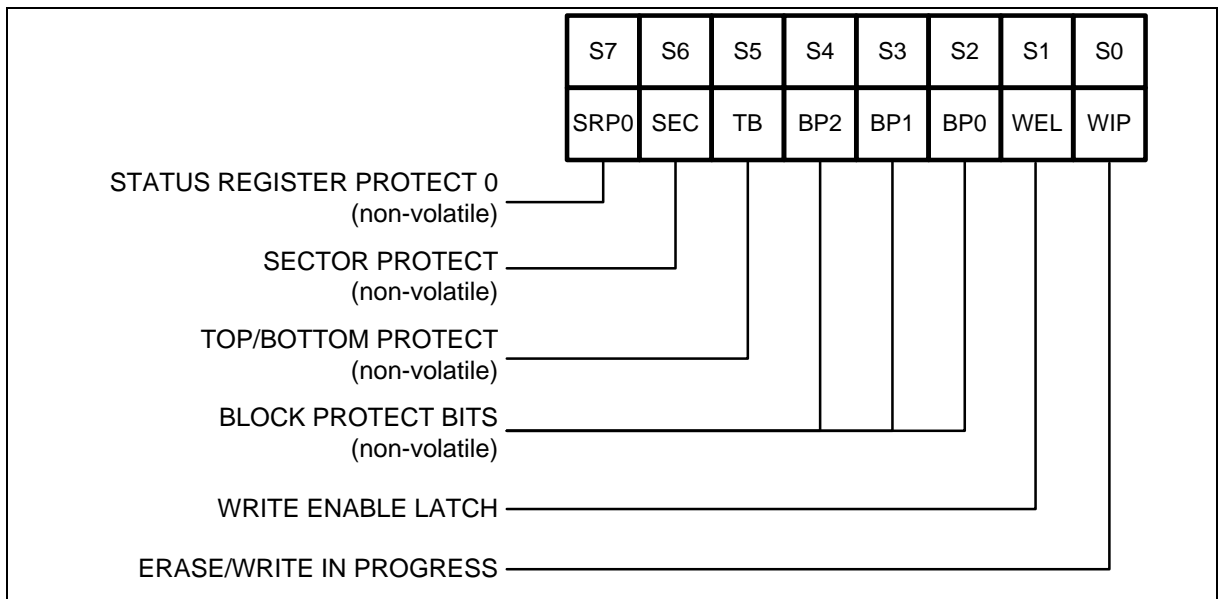 S7 S6 S5 S4 S3 S2 S1 S0
SRP0 SEC TB BP2 BP1 BP0 WEL WIP
STATUS REGISTER PROTECT 0
(non-volatile)
SECTOR PROTECT
(non-volatile)
TOP/BOTTOM PROTECT
(non-volatile)
BLOCK PROTECT BITS
(non-volatile)
WRITE ENABLE LATCH
ERASE/WRITE IN PROGRESS